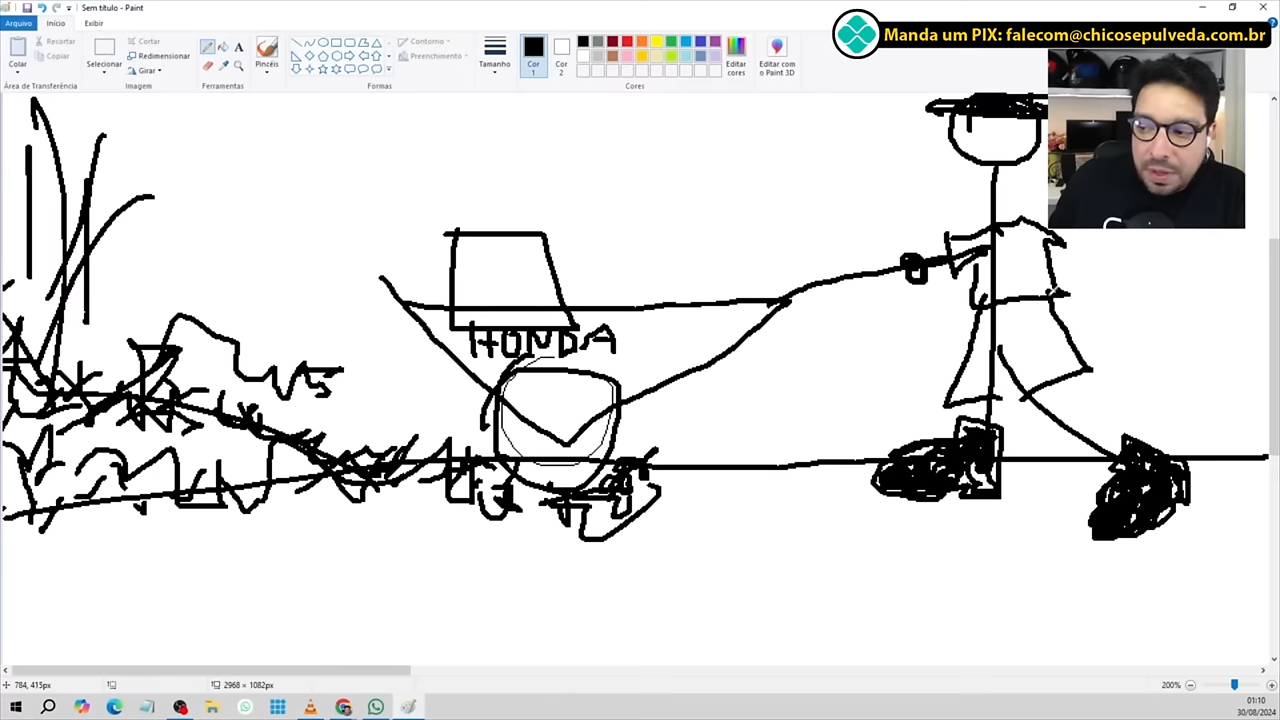 Sem título - Paint
Manda um PIX: falecom@chicosepulveda.com.br
Arquivo Início Exibir
Colar
Recortar
Copiar
Área de Transferência
Selecionar
Cortar
Redimensionar
Girar
Imagem
A
Ferramentas
Pincéis
Formas
Contorno
Preenchimento
Tamanho
Cor 1
Cor 2
Cores
Editar cores
Editar com o Paint 3D
HONDA
784, 415px
2968 × 1082px
200%
01:10
30/08/2024